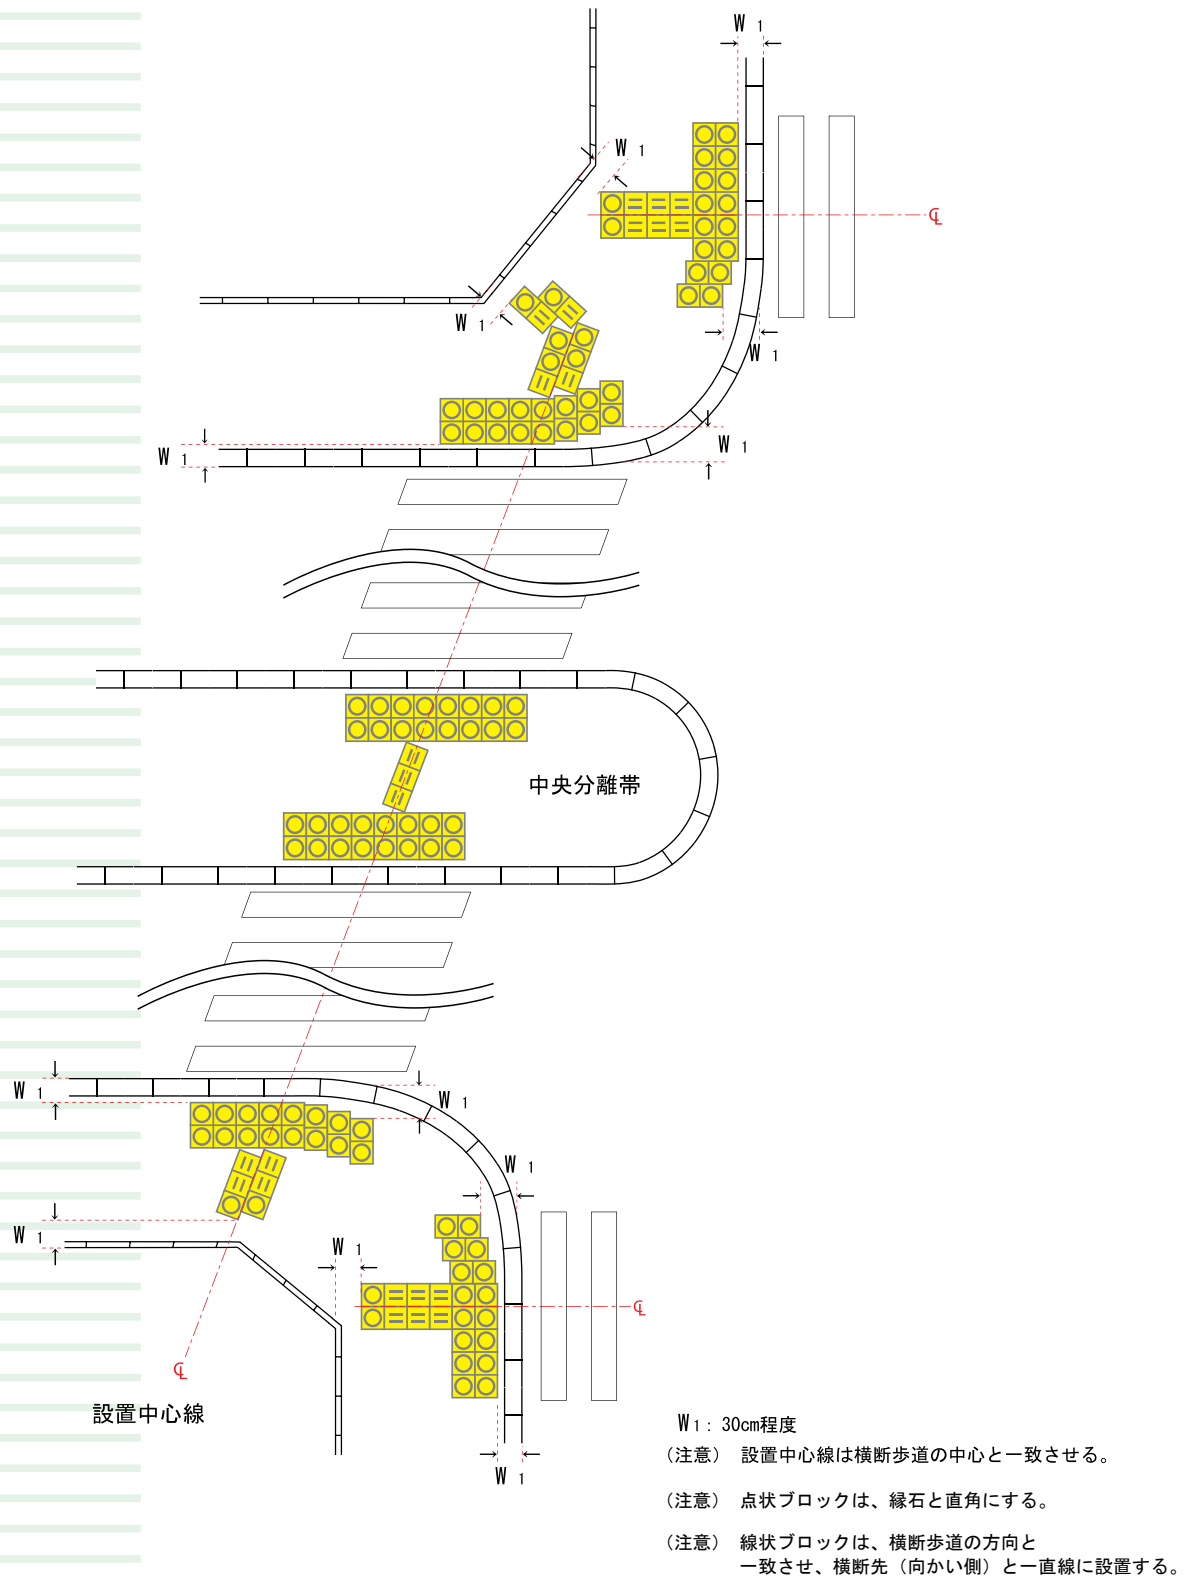 W 1
W 1
℄
W 1
W 1
W 1
W 1
中央分離帯
W 1
W 1
W 1
W 1
W 1
℄
℄
設置中心線
W1：30cm程度
（注意） 設置中心線は横断歩道の中心と一致させる。
W 1
（注意） 点状ブロックは、縁石と直角にする。
（注意） 線状ブロックは、横断歩道の方向と
一致させ、横断先（向かい側）と一直線に設置する。